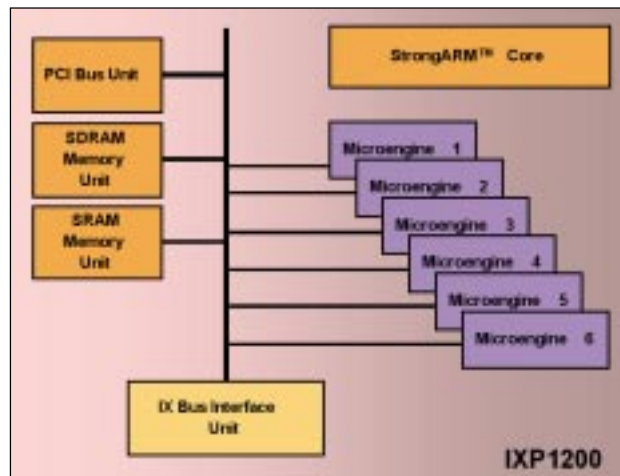 PCI Bus Unit
StrongARM™ Core
SDRAM
Memory
Unit
SRAM
Memory
Unit
Microengine 1
Microengine 2
Microengine 3
Microengine 4
Microengine 5
Microengine 6
IX Bus Interface
Unit
IXP1200